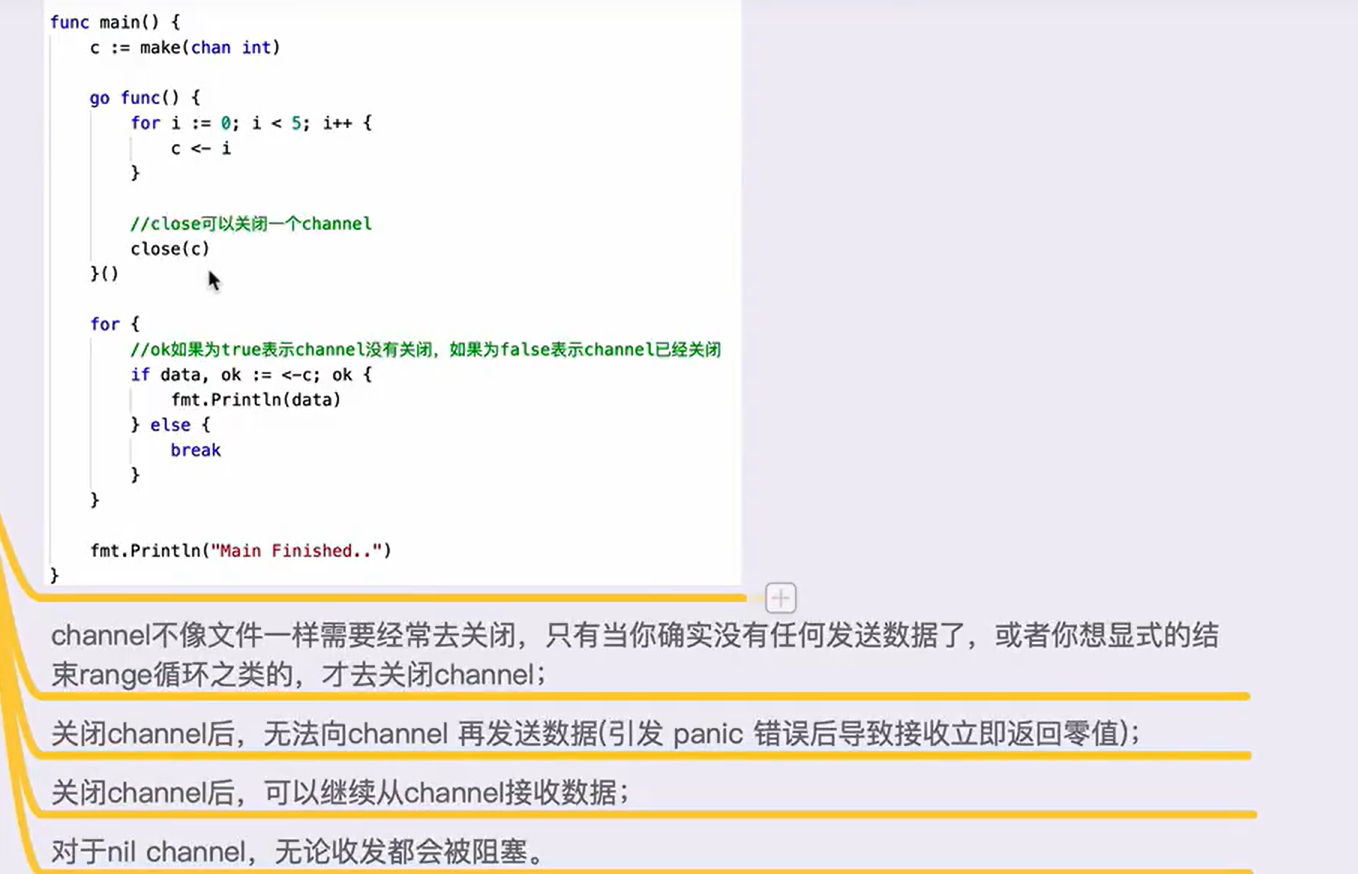 func main() {
    c := make(chan int)

    go func() {
        for i := 0; i < 5; i++ {
            c <- i
        }

        //close可以关闭一个channel
        close(c)
    }()

    for {
        //ok如果为true表示channel没有关闭，如果为false表示channel已经关闭
        if data, ok := <-c; ok {
            fmt.Println(data)
        } else {
            break
        }
    }

    fmt.Println("Main Finished..")
}
channel不像文件一样需要经常去关闭，只有当你确实没有任何发送数据了，或者你想显式的结
束range循环之类的，才去关闭channel；
关闭channel后，无法向channel 再发送数据(引发 panic 错误后导致接收立即返回零值)；
关闭channel后，可以继续从channel接收数据；
对于nil channel，无论收发都会被阻塞。